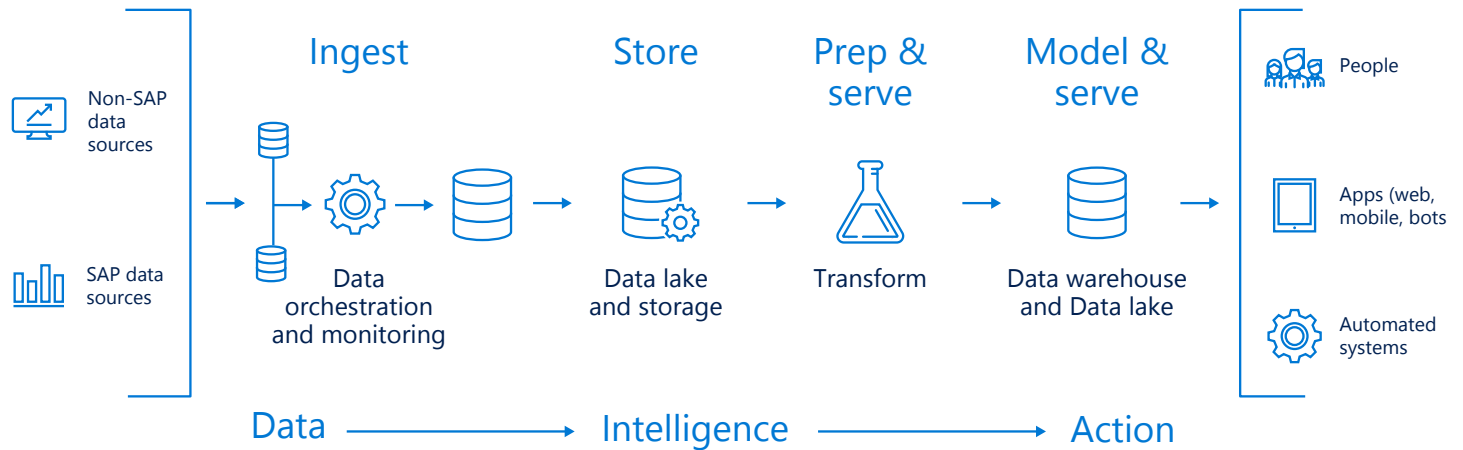 Non-SAP
data
sources
SAP data
sources
Ingest
Data
orchestration
and monitoring
Store
Data lake
and storage
Prep &
serve
Transform
Model &
serve
Data warehouse
and Data lake
People
Apps (web,
mobile, bots
Automated
systems
Data
Intelligence
Action